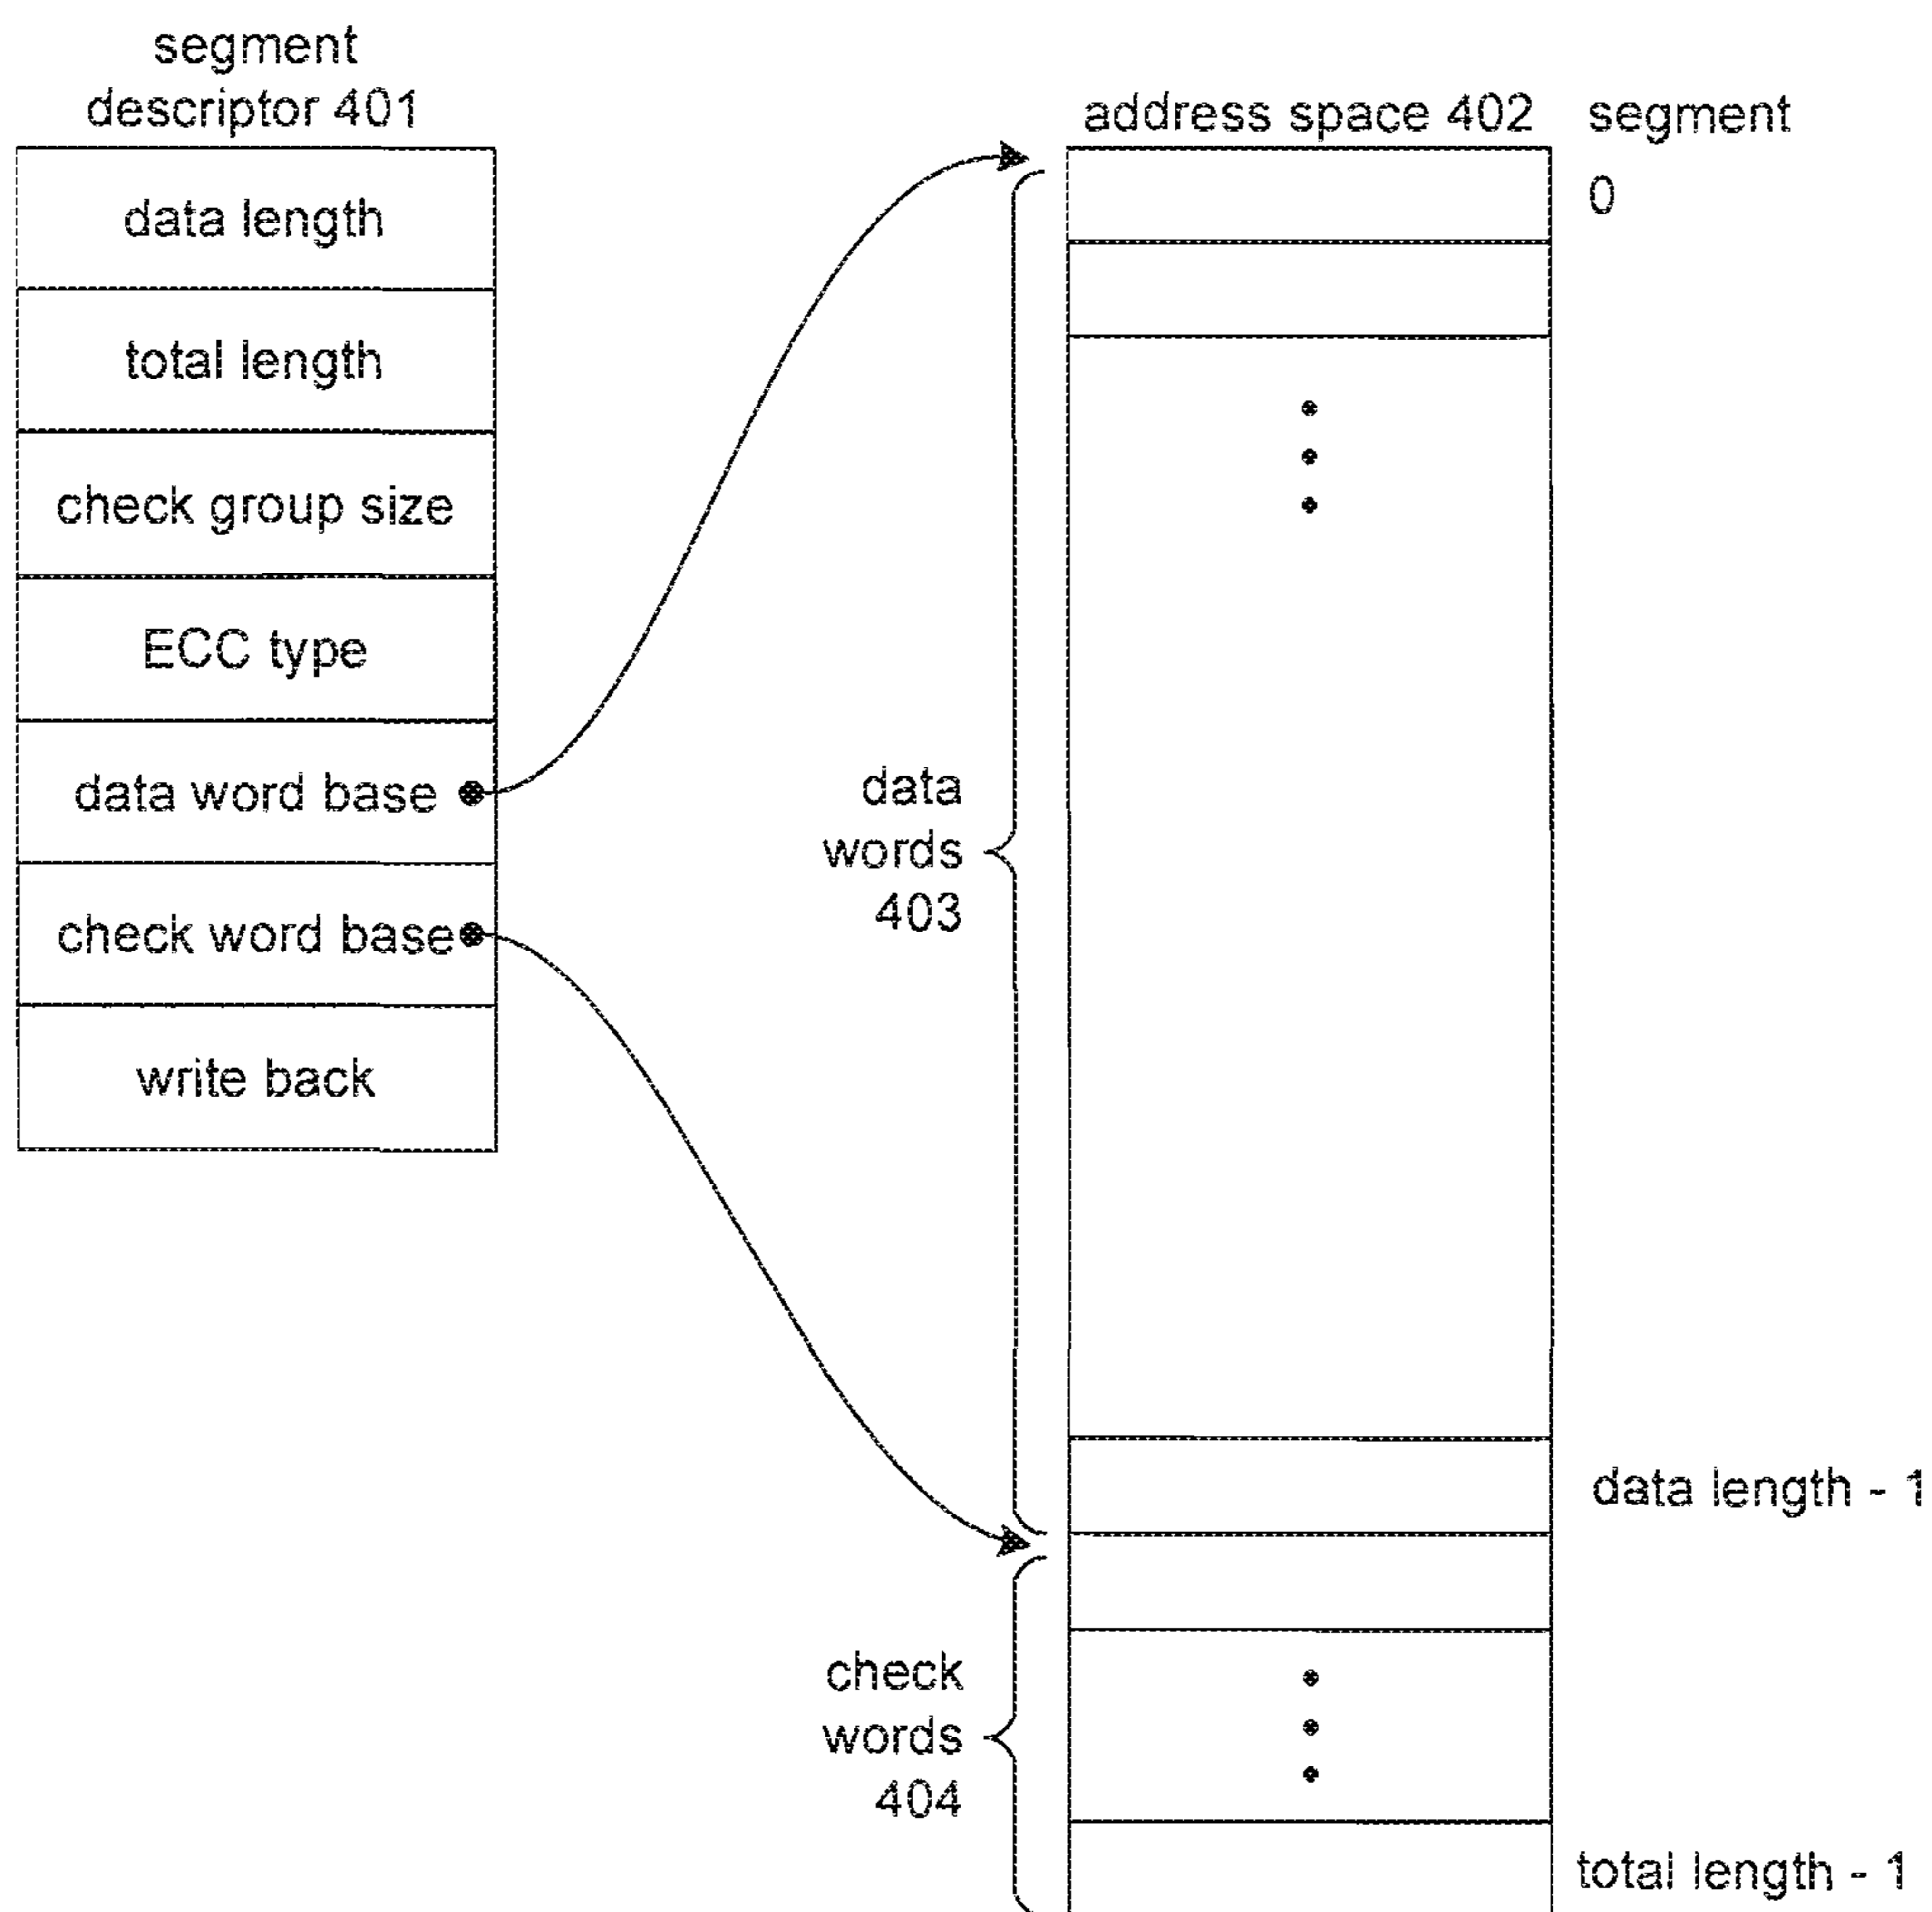 segment
descriptor 401
data length
total length
check group size
ECC type
data word base
check word base
write back
address space 402
segment
0
data
words
403
data length - 1
check
words
404
total length - 1